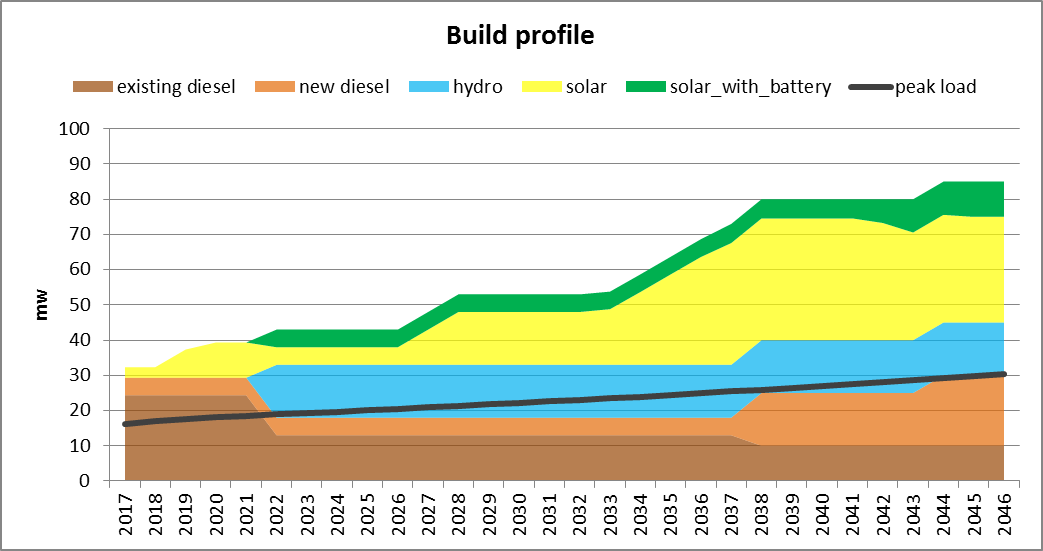 Build profile
existing diesel new diesel hydro solar solar_with_battery peak load
100
90
80
70
60
50
40
30
20
10
0
mw
2017 2018 2019 2020 2021 2022 2023 2024 2025 2026 2027 2028 2029 2030 2031 2032 2033 2034 2035 2036 2037 2038 2039 2040 2041 2042 2043 2044 2045 2046